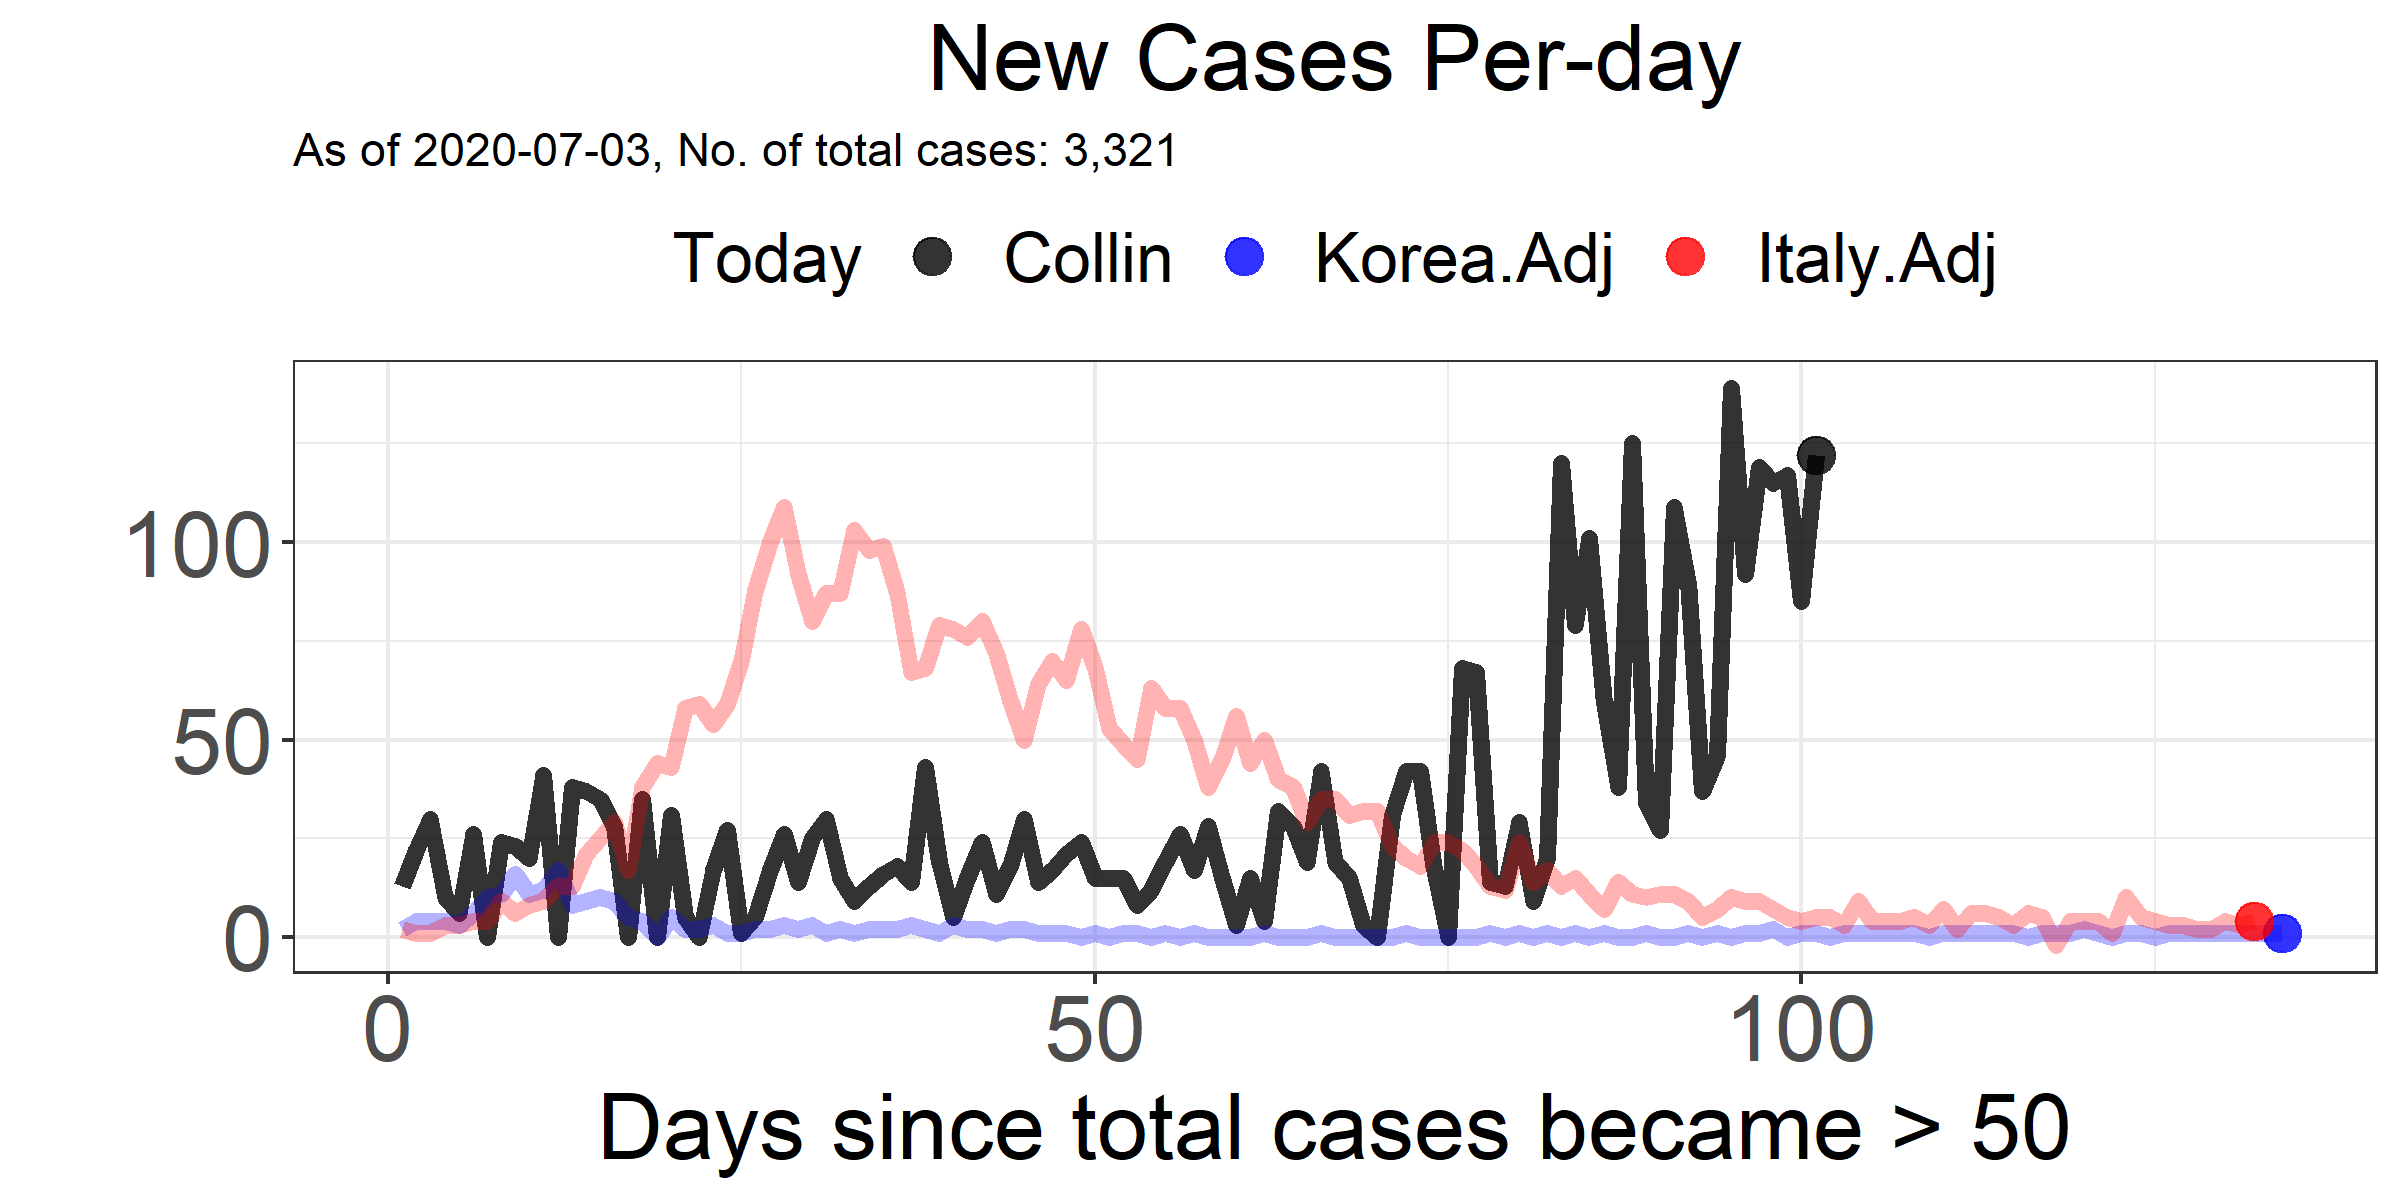 New Cases Per-day
As of 2020-07-03, No. of total cases: 3,321
Today Collin Korea.Adj Italy.Adj
100
50
0
0 50 100
Days since total cases became > 50